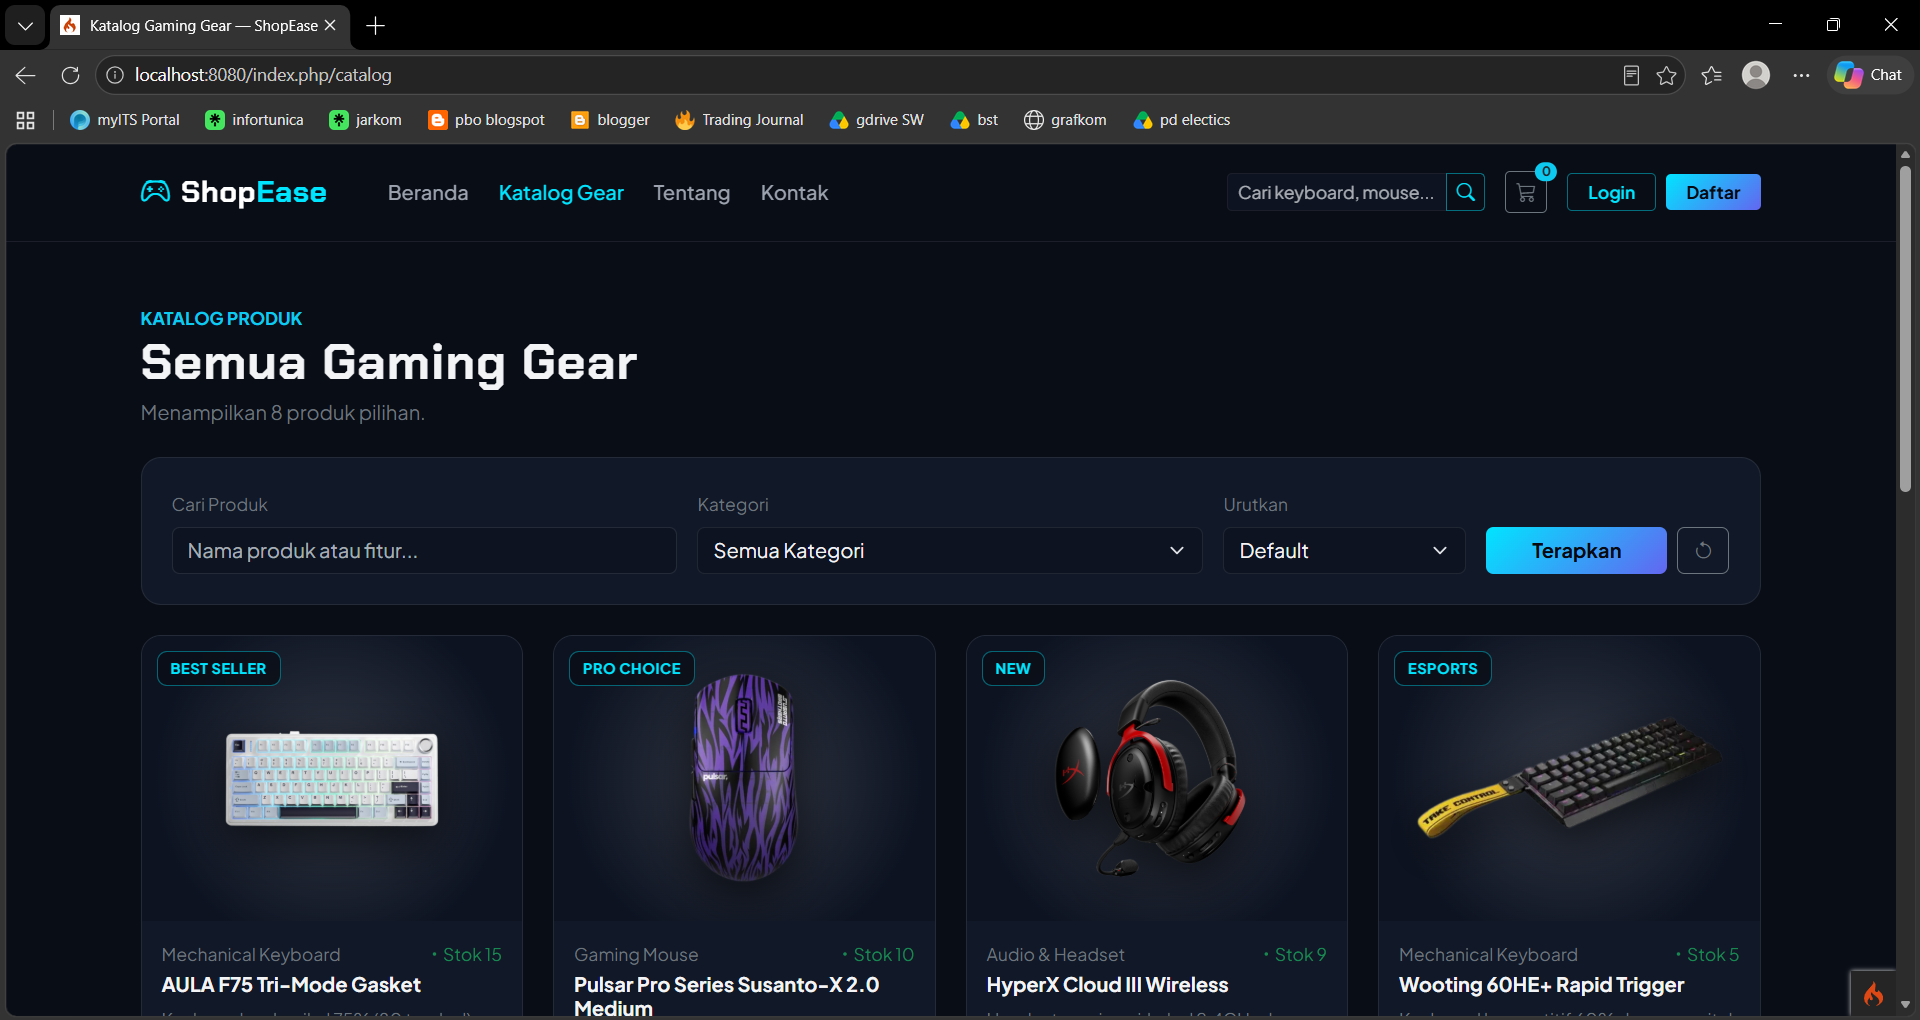 Katalog Gaming Gear — ShopEase
localhost:8080/index.php/catalog
Chat
myITS Portal
infortunica
jarkom
pbo blogspot
blogger
Trading Journal
gdrive SW
bst
grafkom
pd electics
ShopEase
Beranda
Katalog Gear
Tentang
Kontak
Cari keyboard, mouse...
0
Login
Daftar
KATALOG PRODUK
Semua Gaming Gear
Menampilkan 8 produk pilihan.
Cari Produk
Kategori
Urutkan
Nama produk atau fitur...
Semua Kategori
Default
Terapkan
BEST SELLER
PRO CHOICE
pulsar.
NEW
ESPORTS
TAKE CONTROL
Mechanical Keyboard
• Stok 15
AULA F75 Tri-Mode Gasket
Gaming Mouse
• Stok 10
Pulsar Pro Series Susanto-X 2.0
Medium
Audio & Headset
• Stok 9
HyperX Cloud III Wireless
Mechanical Keyboard
• Stok 5
Wooting 60HE+ Rapid Trigger